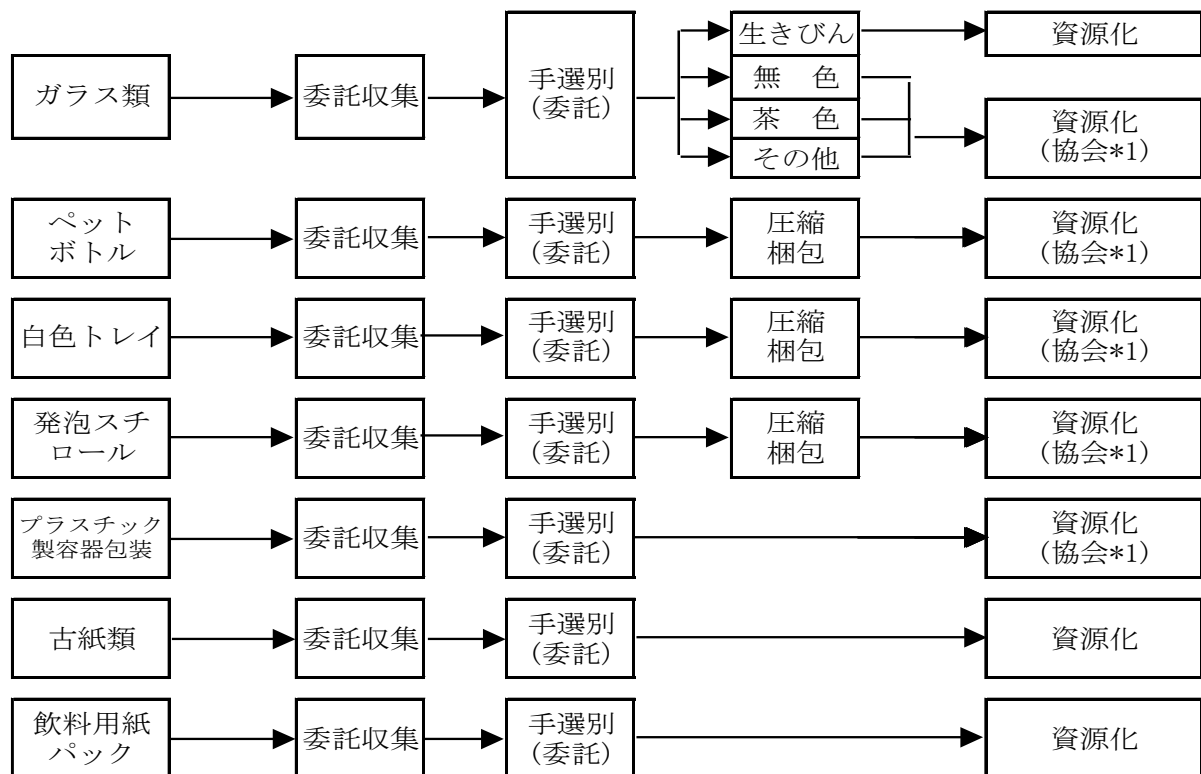 ガラス類
委託収集
手選別
(委託)
生きびん
無　色
茶　色
その他
資源化
資源化
(協会*1)
ペット
ボトル
委託収集
手選別
(委託)
圧縮
梱包
資源化
(協会*1)
白色トレイ
委託収集
手選別
(委託)
圧縮
梱包
資源化
(協会*1)
発泡スチ
ロール
委託収集
手選別
(委託)
圧縮
梱包
資源化
(協会*1)
プラスチック
製容器包装
委託収集
手選別
(委託)
資源化
(協会*1)
古紙類
委託収集
手選別
(委託)
資源化
飲料用紙
パック
委託収集
手選別
(委託)
資源化